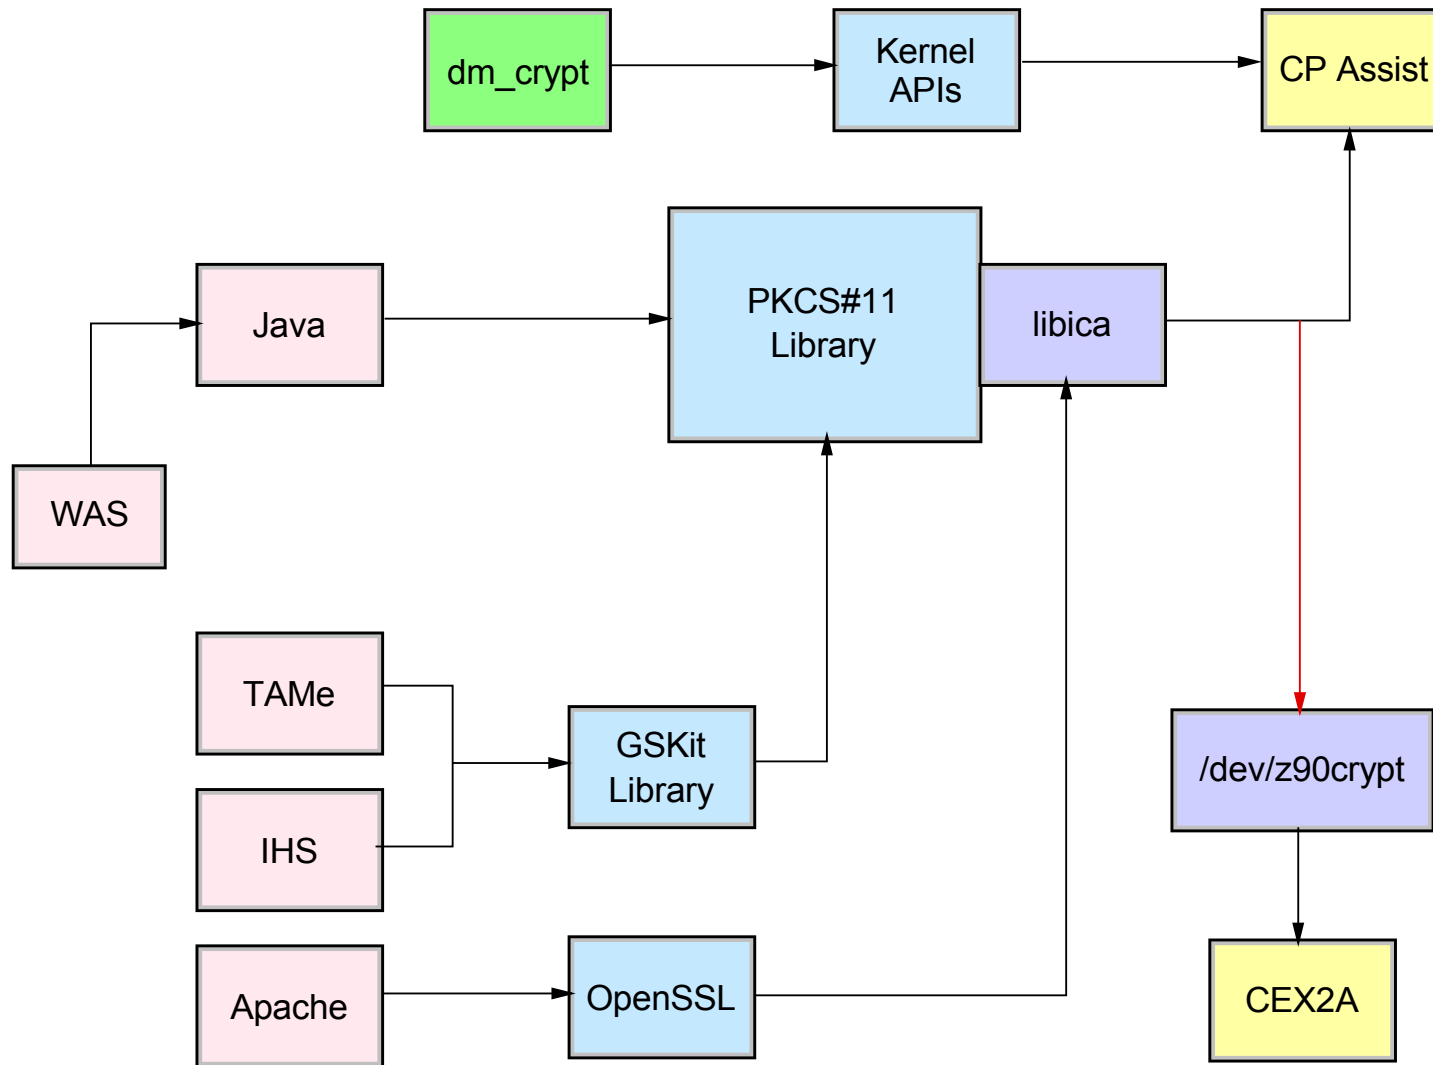 dm_crypt
Kernel
APIs
CP Assist
Java
PKCS#11
Library
libica
WAS
TAMe
GSKit
Library
/dev/z90crypt
IHS
Apache
OpenSSL
CEX2A